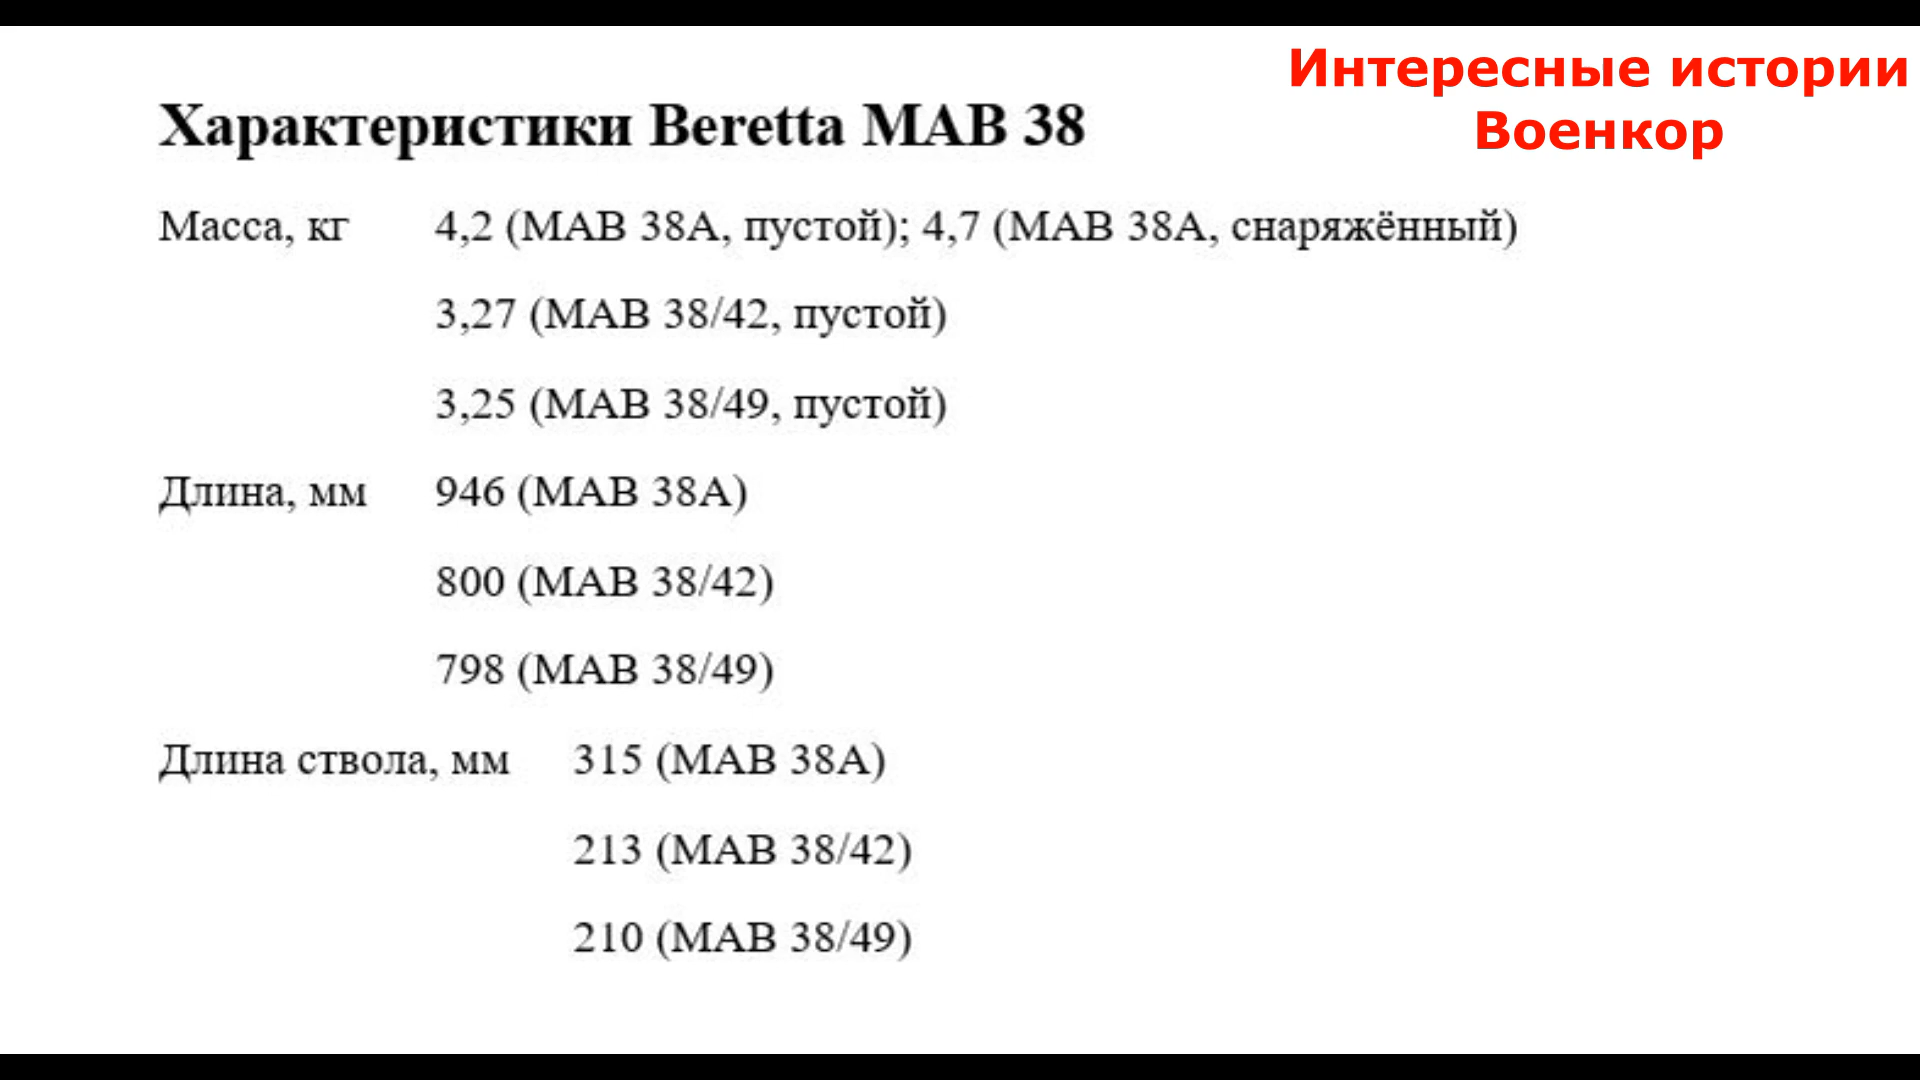 Интересные истории
Военкор
Характеристики Beretta MAB 38
Масса, кг 4,2 (MAB 38A, пустой); 4,7 (MAB 38A, снаряжённый)
3,27 (MAB 38/42, пустой)
3,25 (MAB 38/49, пустой)
Длина, мм 946 (MAB 38A)
800 (MAB 38/42)
798 (MAB 38/49)
Длина ствола, мм 315 (MAB 38A)
213 (MAB 38/42)
210 (MAB 38/49)